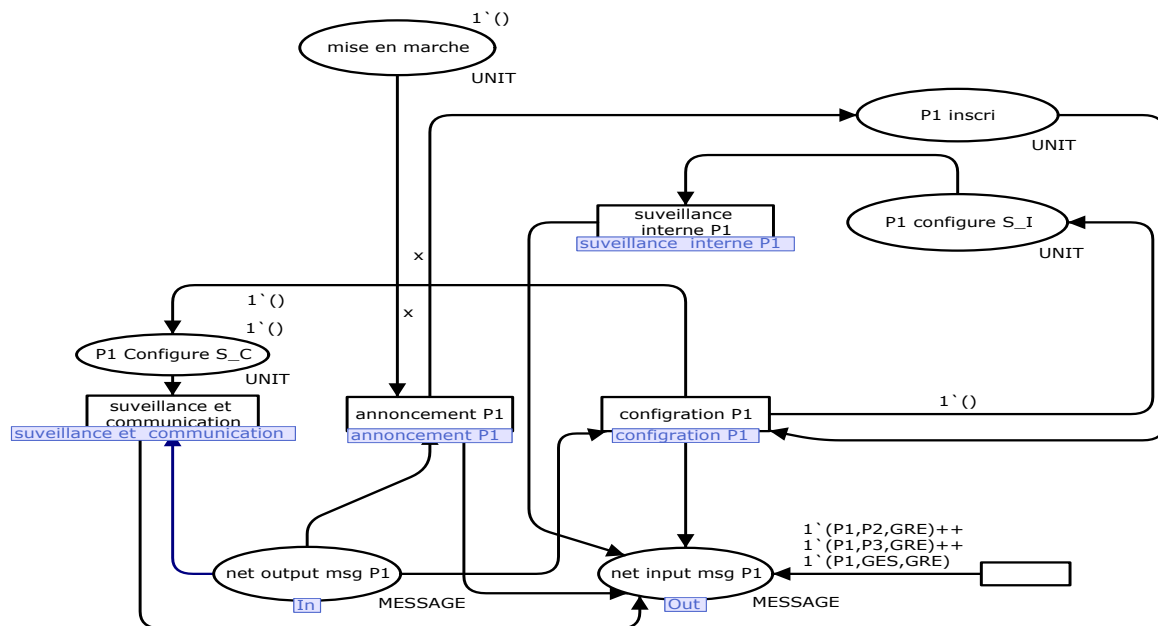 1`()
mise en marche
UNIT
P1 inscri
UNIT
suveillance
interne P1
suveillance  interne P1
P1 configure S_I
UNIT
x
1`()
x
1`()
P1 Configure S_C
UNIT
suveillance et
communication
suveillance et  communication
annoncement P1
annoncement P1
configration P1
configration P1
1`()
1`(P1,P2,GRE)++
1`(P1,P3,GRE)++
1`(P1,GES,GRE)
net output msg P1
In
MESSAGE
net input msg P1
Out
MESSAGE